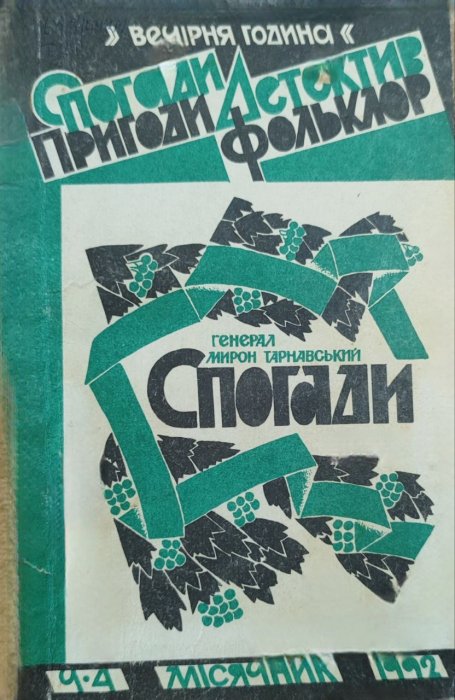 » ВЕЧІРНЯ ГОДИНА «
Спогади Детектив
Пригоди Фольклор
ГЕНЕРАЛ
МИРОН ТАРНАВСЬКИЙ
Спогади
Ч·4 МІСЯЧНИК 1992